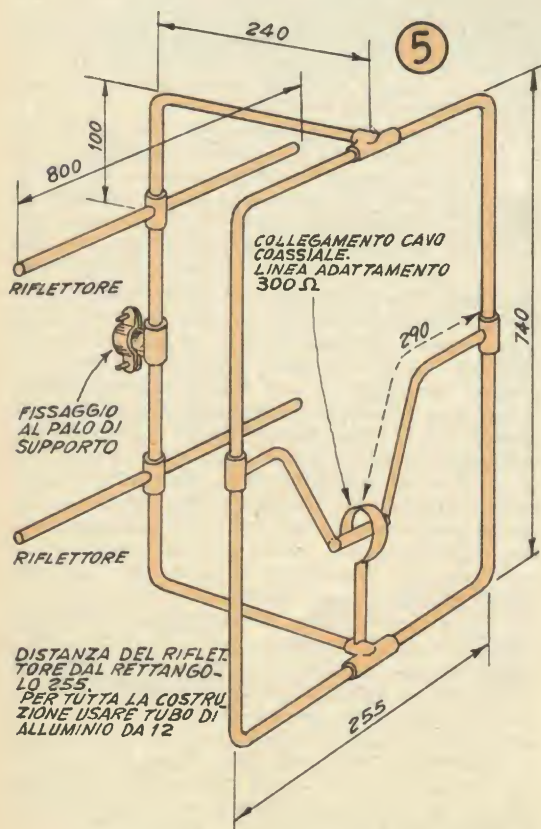 240
5
100
800
RIFLETTORE
COLLEGAMENTO CAVO
COASSIALE.
LINEA ADATTAMENTO
300 Ω
290
740
FISSAGGIO
AL PALO DI
SUPPORTO
RIFLETTORE
DISTANZA DEL RIFLET-
TORE DAL RETTANGO-
LO 255.
PER TUTTA LA COSTRU-
ZIONE USARE TUBO DI
ALLUMINIO DA 12
255